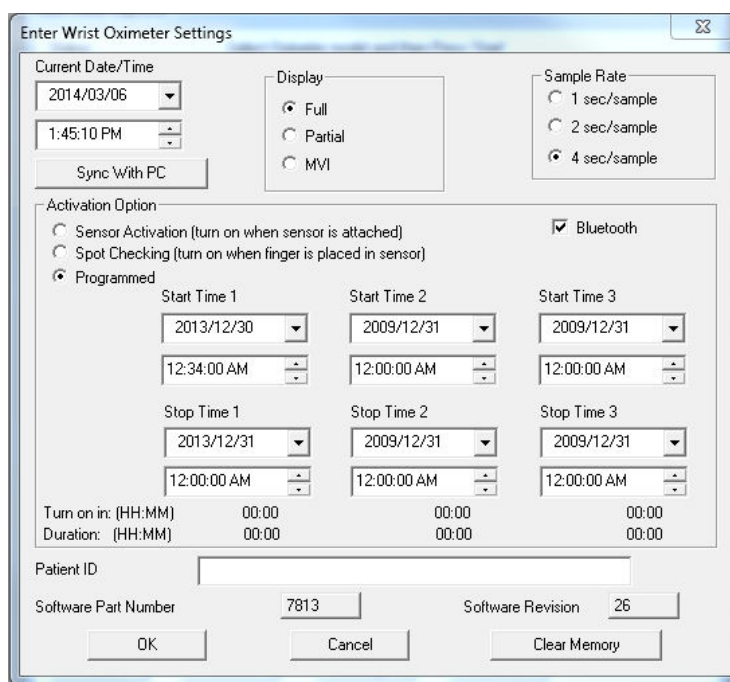 Enter Wrist Oximeter Settings
Current Date/Time
2014/03/06
1:45:10 PM
Sync With PC
Display
Full
Partial
MVI
Sample Rate
1 sec/sample
2 sec/sample
4 sec/sample
Activation Option
Sensor Activation (turn on when sensor is attached)
Spot Checking (turn on when finger is placed in sensor)
Programmed
Bluetooth
Start Time 1 Start Time 2 Start Time 3
2013/12/30 2009/12/31 2009/12/31
12:34:00 AM 12:00:00 AM 12:00:00 AM
Stop Time 1 Stop Time 2 Stop Time 3
2013/12/31 2009/12/31 2009/12/31
12:00:00 AM 12:00:00 AM 12:00:00 AM
Turn on in: (HH:MM) 00:00 00:00 00:00
Duration: (HH:MM) 00:00 00:00 00:00
Patient ID
Software Part Number 7813 Software Revision 26
OK Cancel Clear Memory